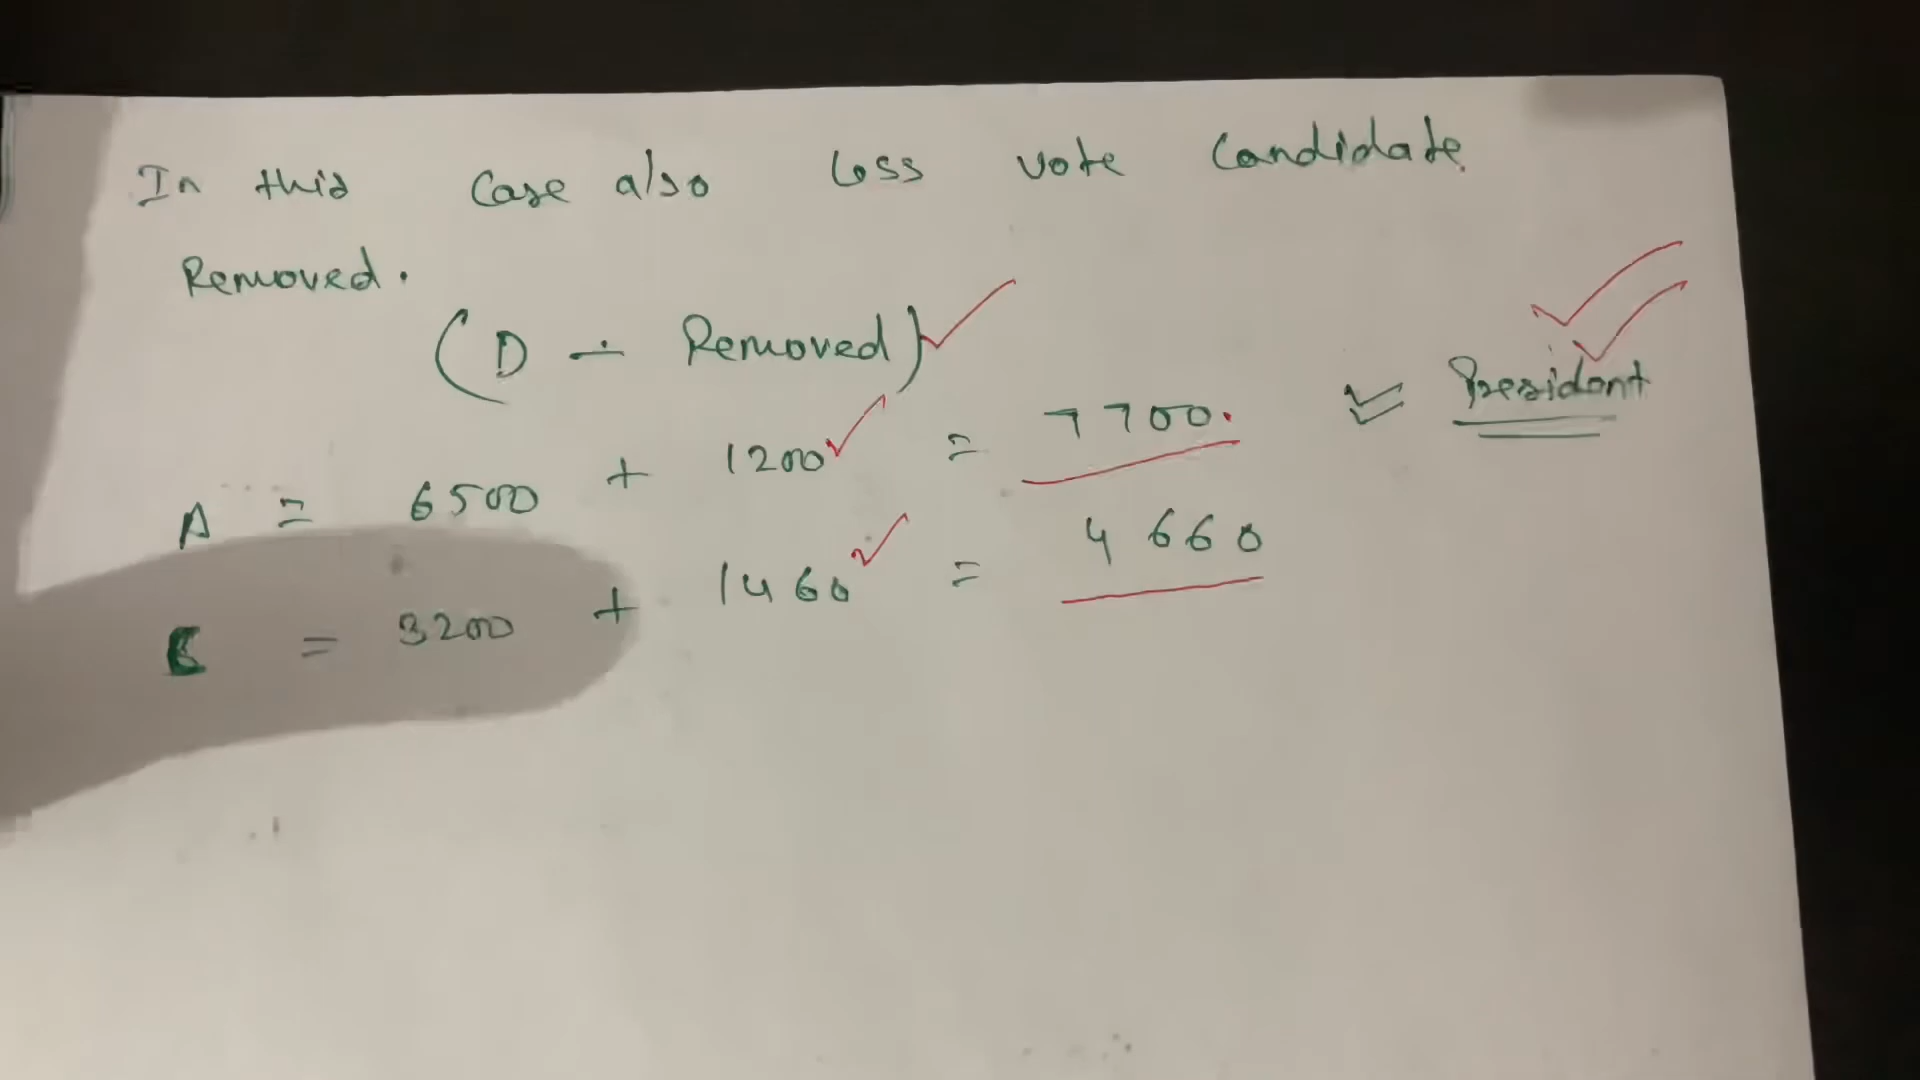 In this Case also less vote Candidate
Removed.
(D - Removed)
A = 6500 + 1200 = 7700. President
= 3200 + 1460 = 4660